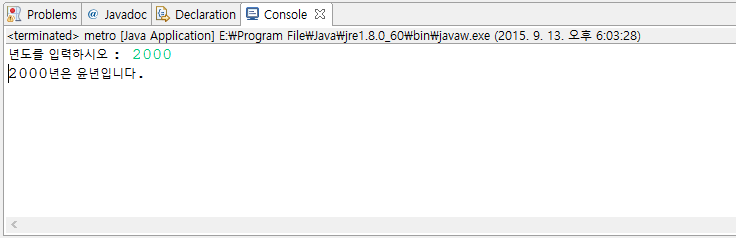 Problems @ Javadoc Declaration Console
<terminated> metro [Java Application] E:₩Program File₩Java₩jre1.8.0_60₩bin₩javaw.exe (2015. 9. 13. 오후 6:03:28)
년도를 입력하시오 : 2000
2000년은 윤년입니다.